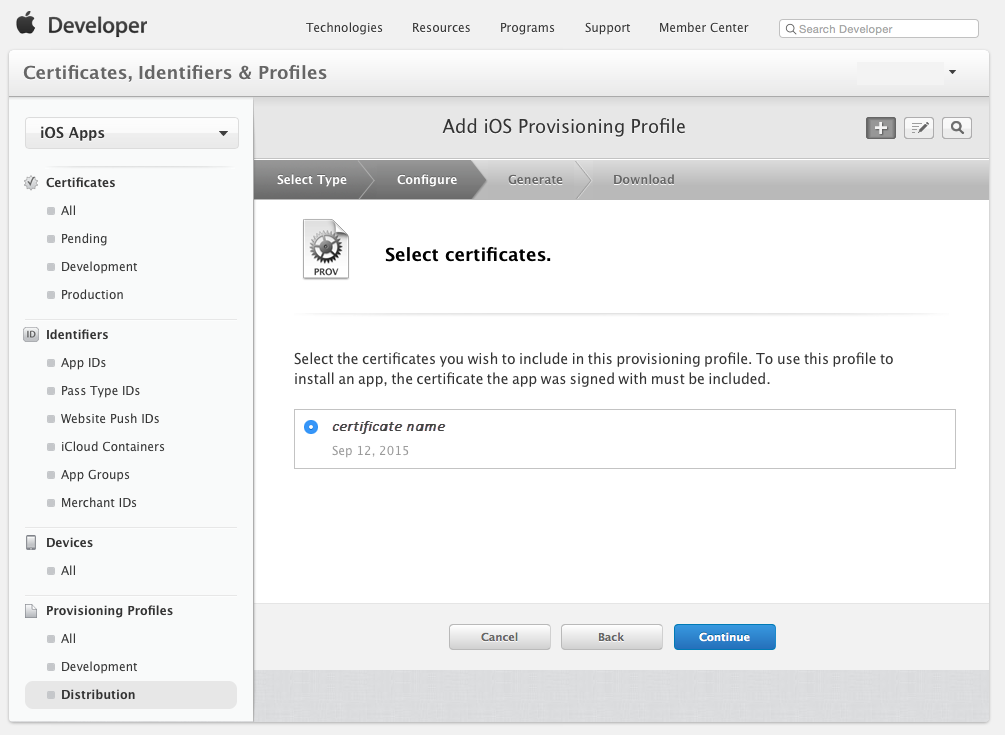 Developer
Technologies Resources Programs Support Member Center Search Developer
Certificates, Identifiers & Profiles
iOS Apps
Certificates
All
Pending
Development
Production
ID Identifiers
App IDs
Pass Type IDs
Website Push IDs
iCloud Containers
App Groups
Merchant IDs
Devices
All
Provisioning Profiles
All
Development
Distribution
Add iOS Provisioning Profile
Select Type Configure Generate Download
PROV
Select certificates.
Select the certificates you wish to include in this provisioning profile. To use this profile to
install an app, the certificate the app was signed with must be included.
certificate name
Sep 12, 2015
Cancel Back Continue